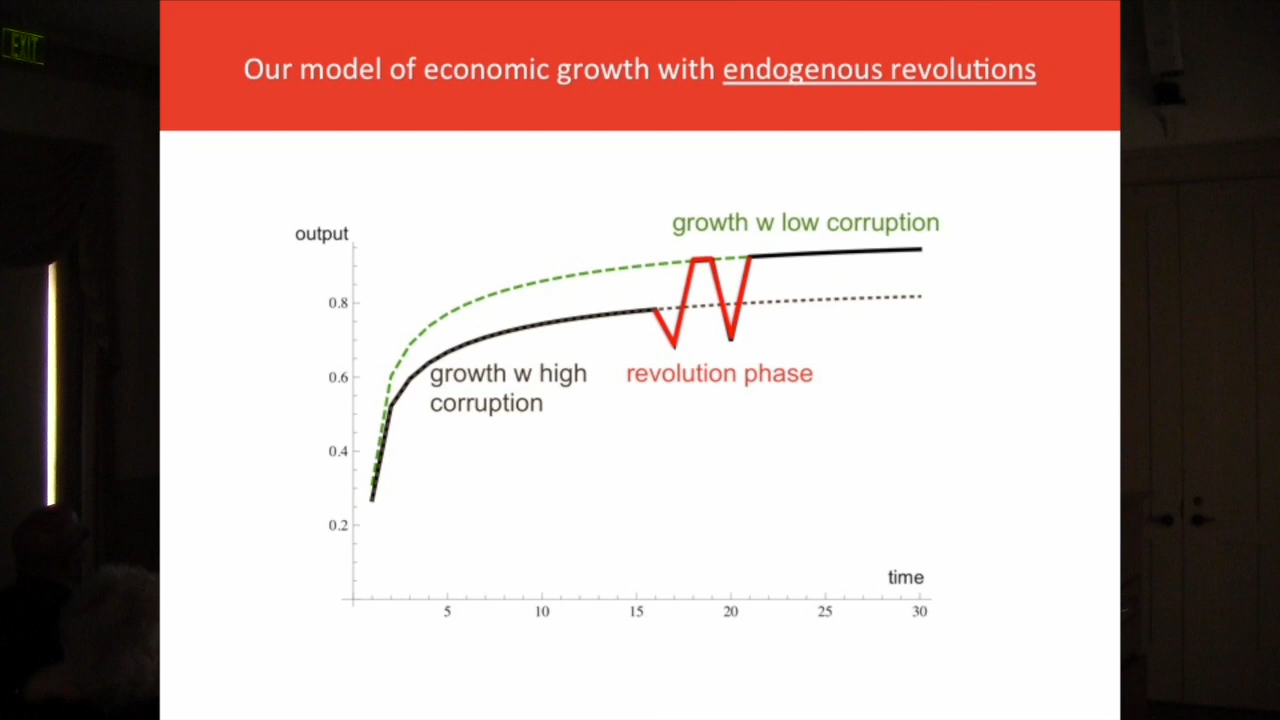 EXIT
Our model of economic growth with endogenous revolutions
growth w low corruption
output
0.8
0.6
growth w high
corruption
revolution phase
0.4
0.2
time
5 10 15 20 25 30